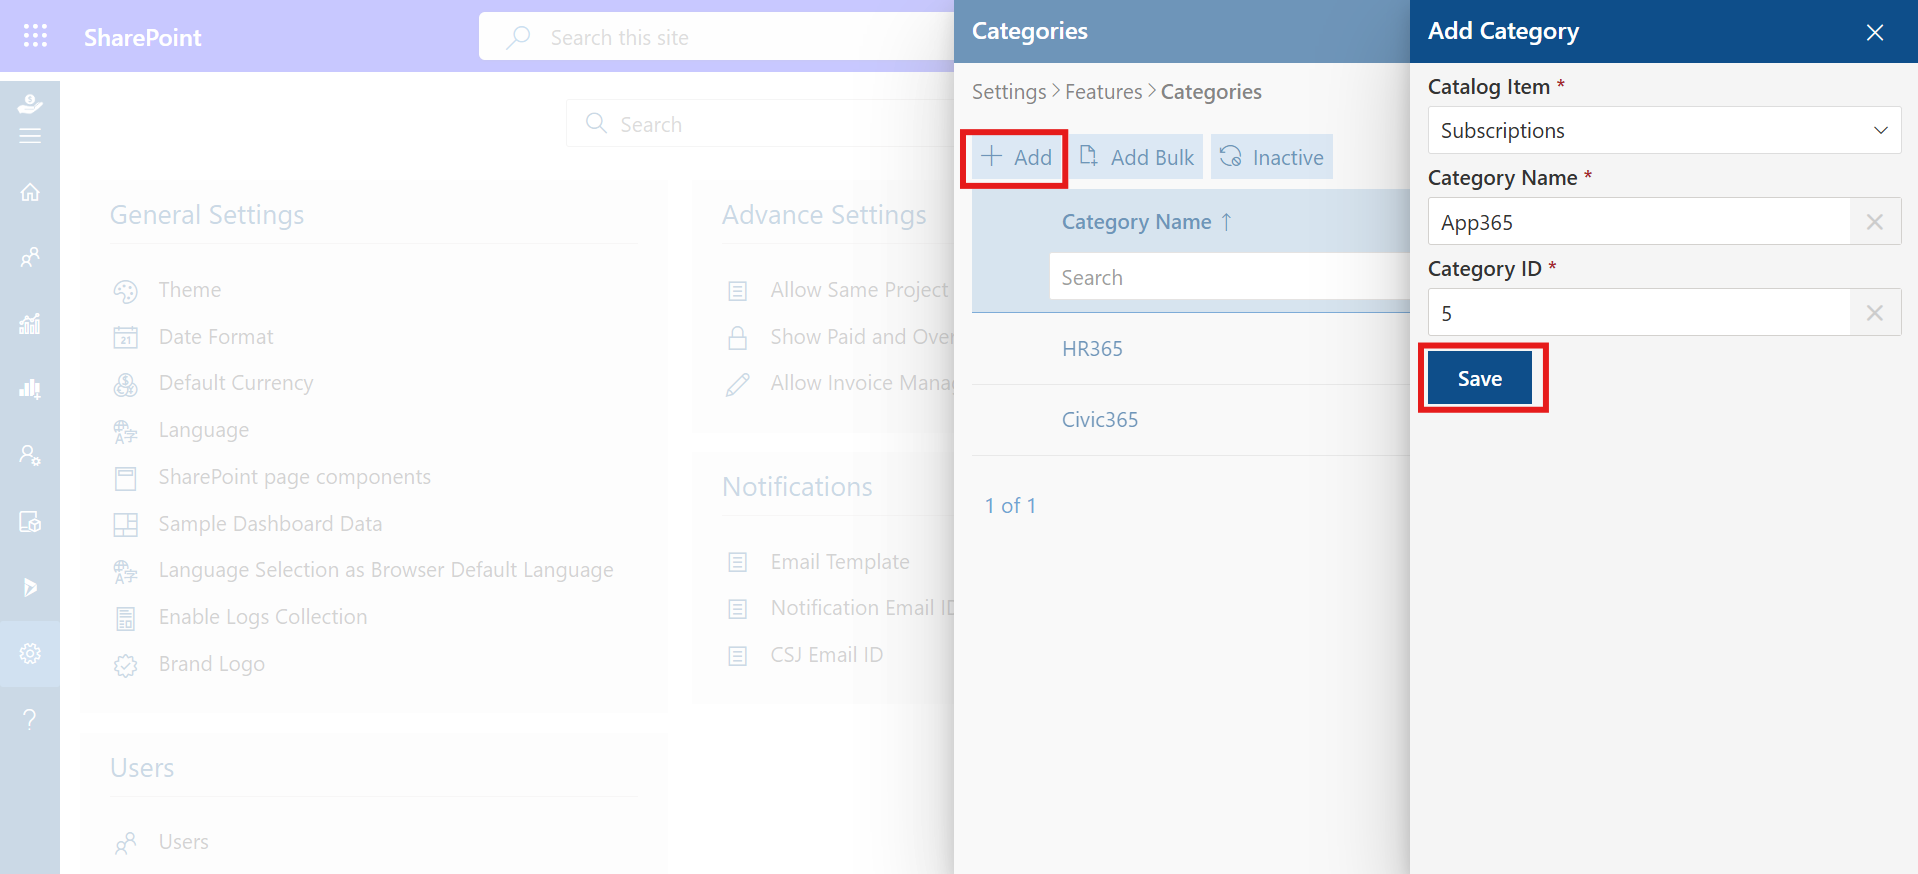 SharePoint
Search this site
Search
General Settings
Theme
21
Date Format
Default Currency
Language
SharePoint page components
Sample Dashboard Data
Language Selection as Browser Default Language
Enable Logs Collection
Brand Logo
Users
Users
Advance Settings
Allow Same Project
Show Paid and Over
Allow Invoice Mana
Notifications
Email Template
Notification Email ID
CSJ Email ID
Categories
Settings > Features > Categories
Add
Add Bulk
Inactive
Category Name ↑
Search
HR365
Civic365
1 of 1
Add Category
Catalog Item *
Subscriptions
Category Name *
App365
Category ID *
5
Save